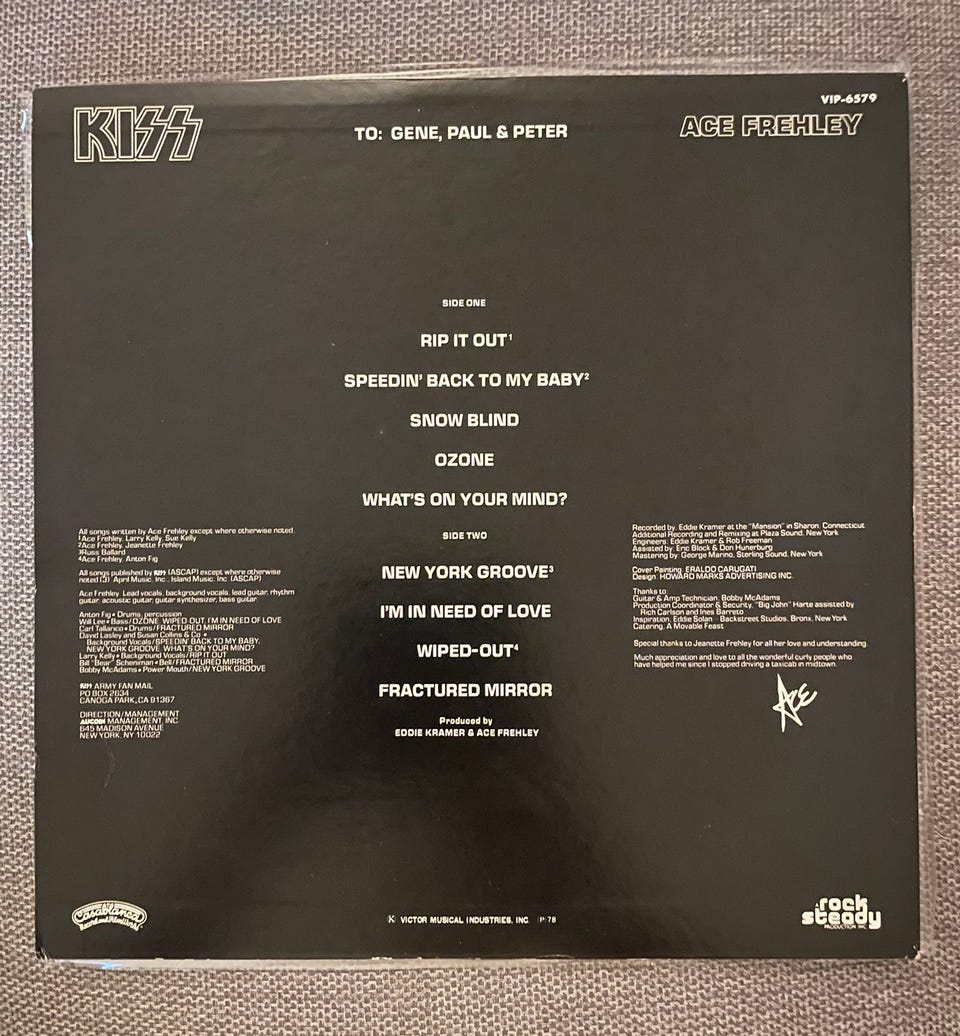 KISS
TO: GENE, PAUL & PETER
VIP-6579
ACE FREHLEY
SIDE ONE
RIP IT OUT¹
SPEEDIN' BACK TO MY BABY²
SNOW BLIND
OZONE
WHAT'S ON YOUR MIND?
SIDE TWO
NEW YORK GROOVE³
I'M IN NEED OF LOVE
WIPED-OUT⁴
FRACTURED MIRROR
Produced by
EDDIE KRAMER & ACE FREHLEY
All songs written by Ace Frehley except where otherwise noted.
¹Ace Frehley, Larry Kelly, Sue Kelly
²Ace Frehley, Jeanette Frehley
³Russ Ballard
⁴Ace Frehley, Anton Fig
All songs published by KISS (ASCAP) except where otherwise
noted (3) April Music, Inc., Island Music, Inc. (ASCAP)
Ace Frehley: Lead vocals, background vocals, lead guitar, rhythm
guitar, acoustic guitar, guitar synthesizer, bass guitar.
Anton Fig • Drums, percussion
Will Lee • Bass/OZONE, WIPED OUT, I'M IN NEED OF LOVE
Carl Tallarico • Drums/FRACTURED MIRROR
David Lasley and Susan Collins & Co. •
Background Vocals/SPEEDIN' BACK TO MY BABY,
NEW YORK GROOVE, WHAT'S ON YOUR MIND?
Larry Kelly • Background Vocals/RIP IT OUT
Bill "Bear" Scheniman • Bell/FRACTURED MIRROR
Bobby McAdams • Power Mouth/NEW YORK GROOVE
KISS ARMY FAN MAIL
PO BOX 2634
CANOGA PARK, CA 91367
DIRECTION/MANAGEMENT
AUCOIN MANAGEMENT, INC.
645 MADISON AVENUE
NEW YORK, NY 10022
Recorded by: Eddie Kramer at the "Mansion" in Sharon, Connecticut
Additional Recording and Remixing at Plaza Sound, New York
Engineers: Eddie Kramer & Rob Freeman
Assisted by: Eric Block & Don Hunerburg
Mastering by: George Marino, Sterling Sound, New York
Cover Painting: ERALDO CARUGATI
Design: HOWARD MARKS ADVERTISING INC.
Thanks to:
Guitar & Amp Technician, Bobby McAdams
Production Coordinator & Security, "Big John" Harte assisted by
Rich Carlson and Ines Barreto
Inspiration, Eddie Solan Backstreet Studios, Bronx, New York
Catering, A Movable Feast
Special thanks to Jeanette Frehley for all her love and understanding.
Much appreciation and love to all the wonderful curly people who
have helped me since I stopped driving a taxicab in midtown.
Ace
Casablanca
Record and FilmWorks
K VICTOR MUSICAL INDUSTRIES, INC. P 78
A rock
steady
PRODUCTION INC